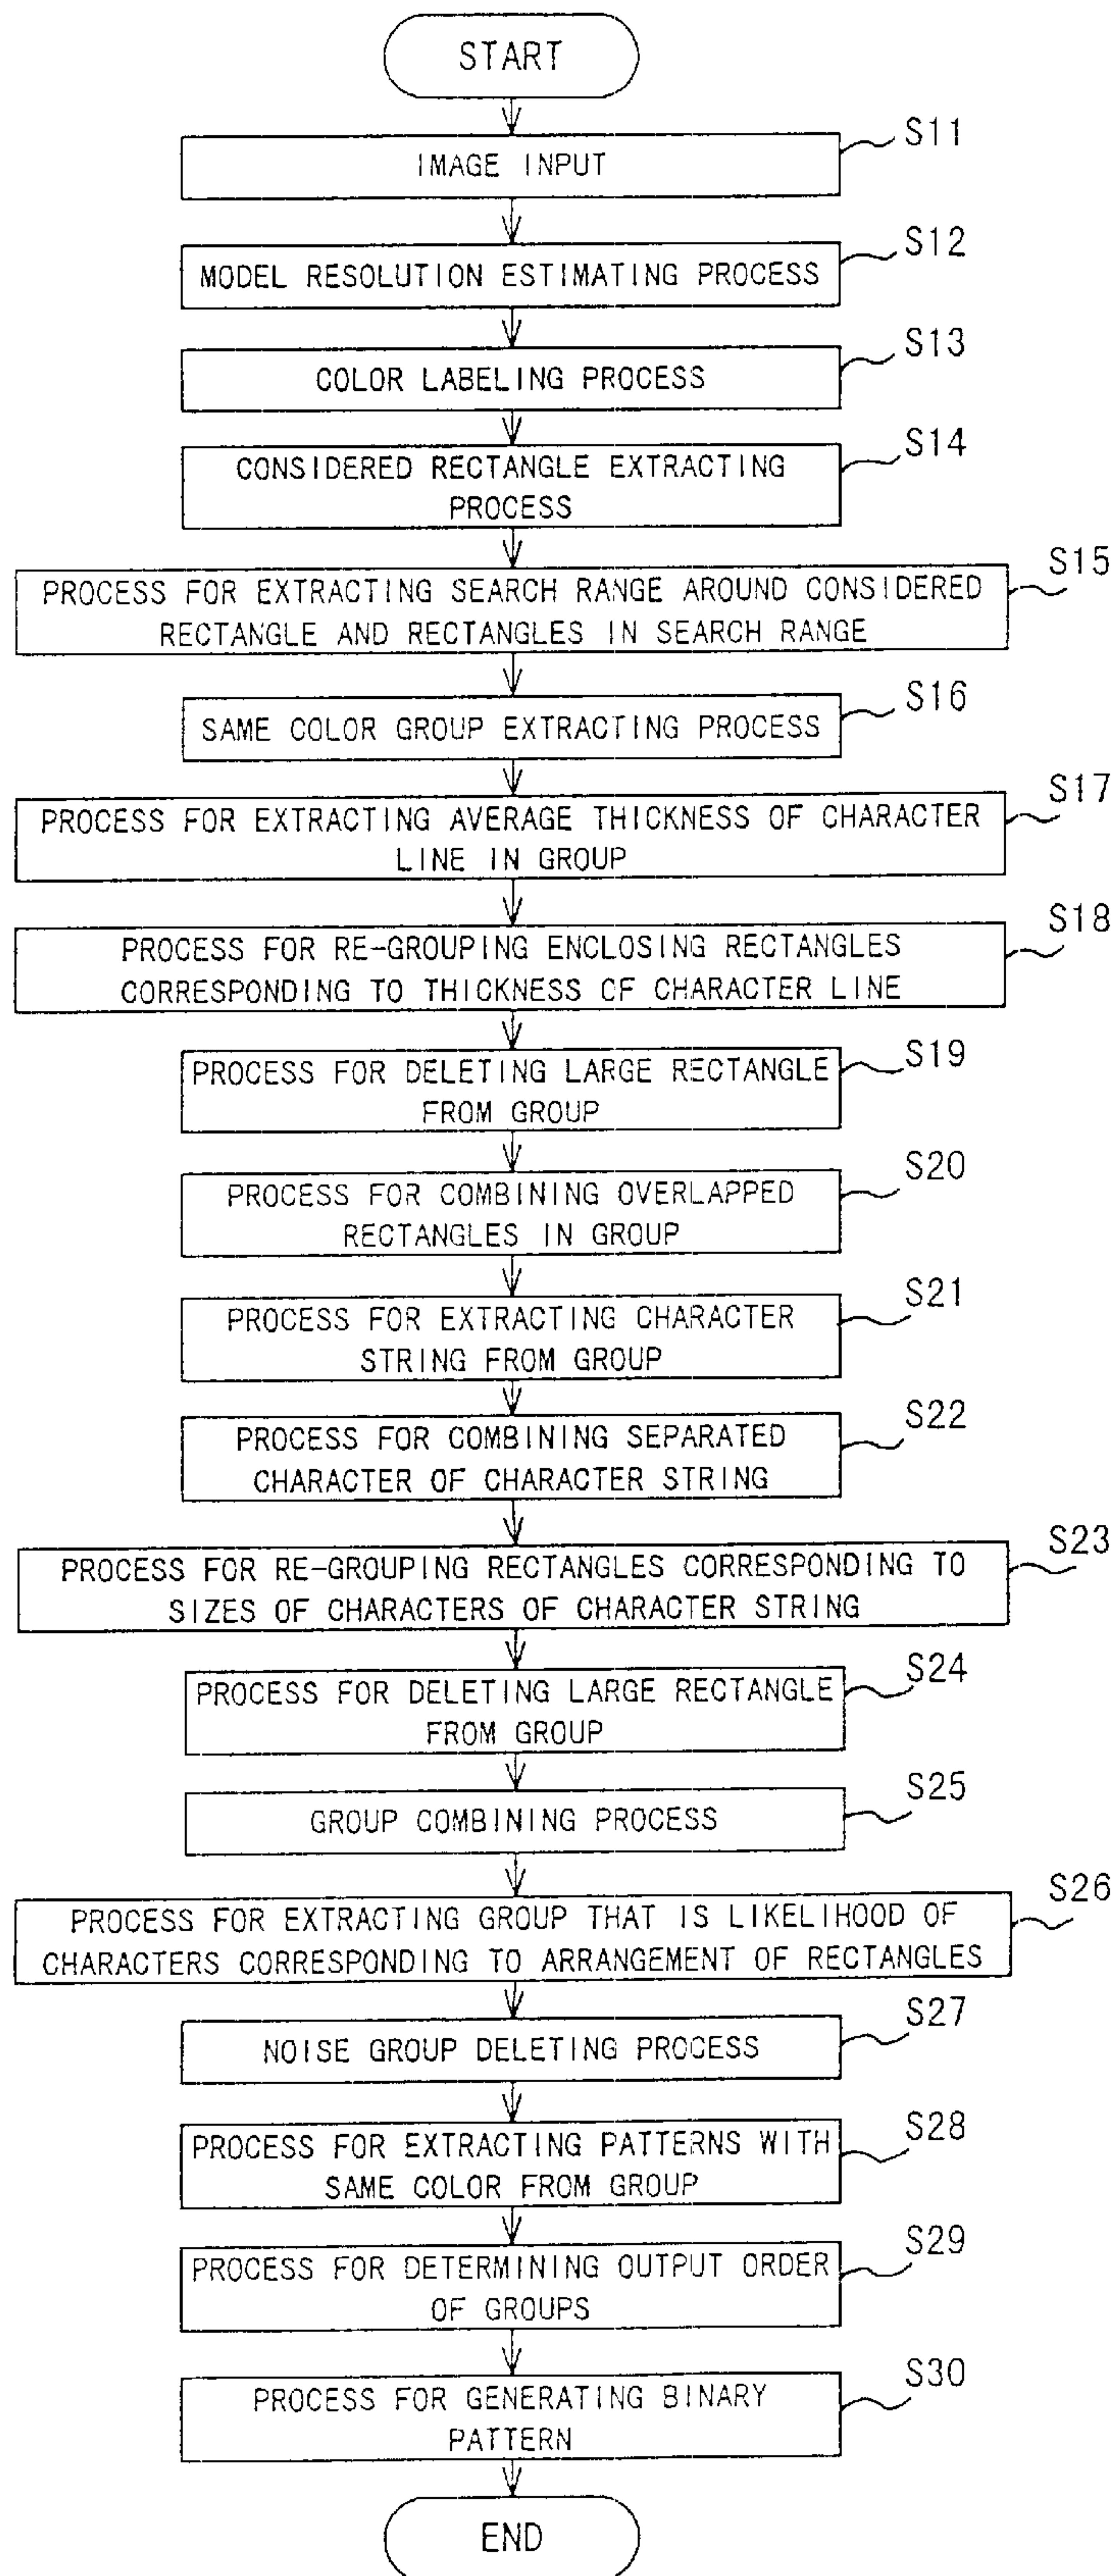 START
S11
IMAGE INPUT
S12
MODEL RESOLUTION ESTIMATING PROCESS
S13
COLOR LABELING PROCESS
S14
CONSIDERED RECTANGLE EXTRACTING
PROCESS
S15
PROCESS FOR EXTRACTING SEARCH RANGE AROUND CONSIDERED
RECTANGLE AND RECTANGLES IN SEARCH RANGE
S16
SAME COLOR GROUP EXTRACTING PROCESS
S17
PROCESS FOR EXTRACTING AVERAGE THICKNESS OF CHARACTER
LINE IN GROUP
S18
PROCESS FOR RE-GROUPING ENCLOSING RECTANGLES
CORRESPONDING TO THICKNESS OF CHARACTER LINE
S19
PROCESS FOR DELETING LARGE RECTANGLE
FROM GROUP
S20
PROCESS FOR COMBINING OVERLAPPED
RECTANGLES IN GROUP
S21
PROCESS FOR EXTRACTING CHARACTER
STRING FROM GROUP
S22
PROCESS FOR COMBINING SEPARATED
CHARACTER OF CHARACTER STRING
S23
PROCESS FOR RE-GROUPING RECTANGLES CORRESPONDING TO
SIZES OF CHARACTERS OF CHARACTER STRING
S24
PROCESS FOR DELETING LARGE RECTANGLE
FROM GROUP
S25
GROUP COMBINING PROCESS
S26
PROCESS FOR EXTRACTING GROUP THAT IS LIKELIHOOD OF
CHARACTERS CORRESPONDING TO ARRANGEMENT OF RECTANGLES
S27
NOISE GROUP DELETING PROCESS
S28
PROCESS FOR EXTRACTING PATTERNS WITH
SAME COLOR FROM GROUP
S29
PROCESS FOR DETERMINING OUTPUT ORDER
OF GROUPS
S30
PROCESS FOR GENERATING BINARY
PATTERN
END